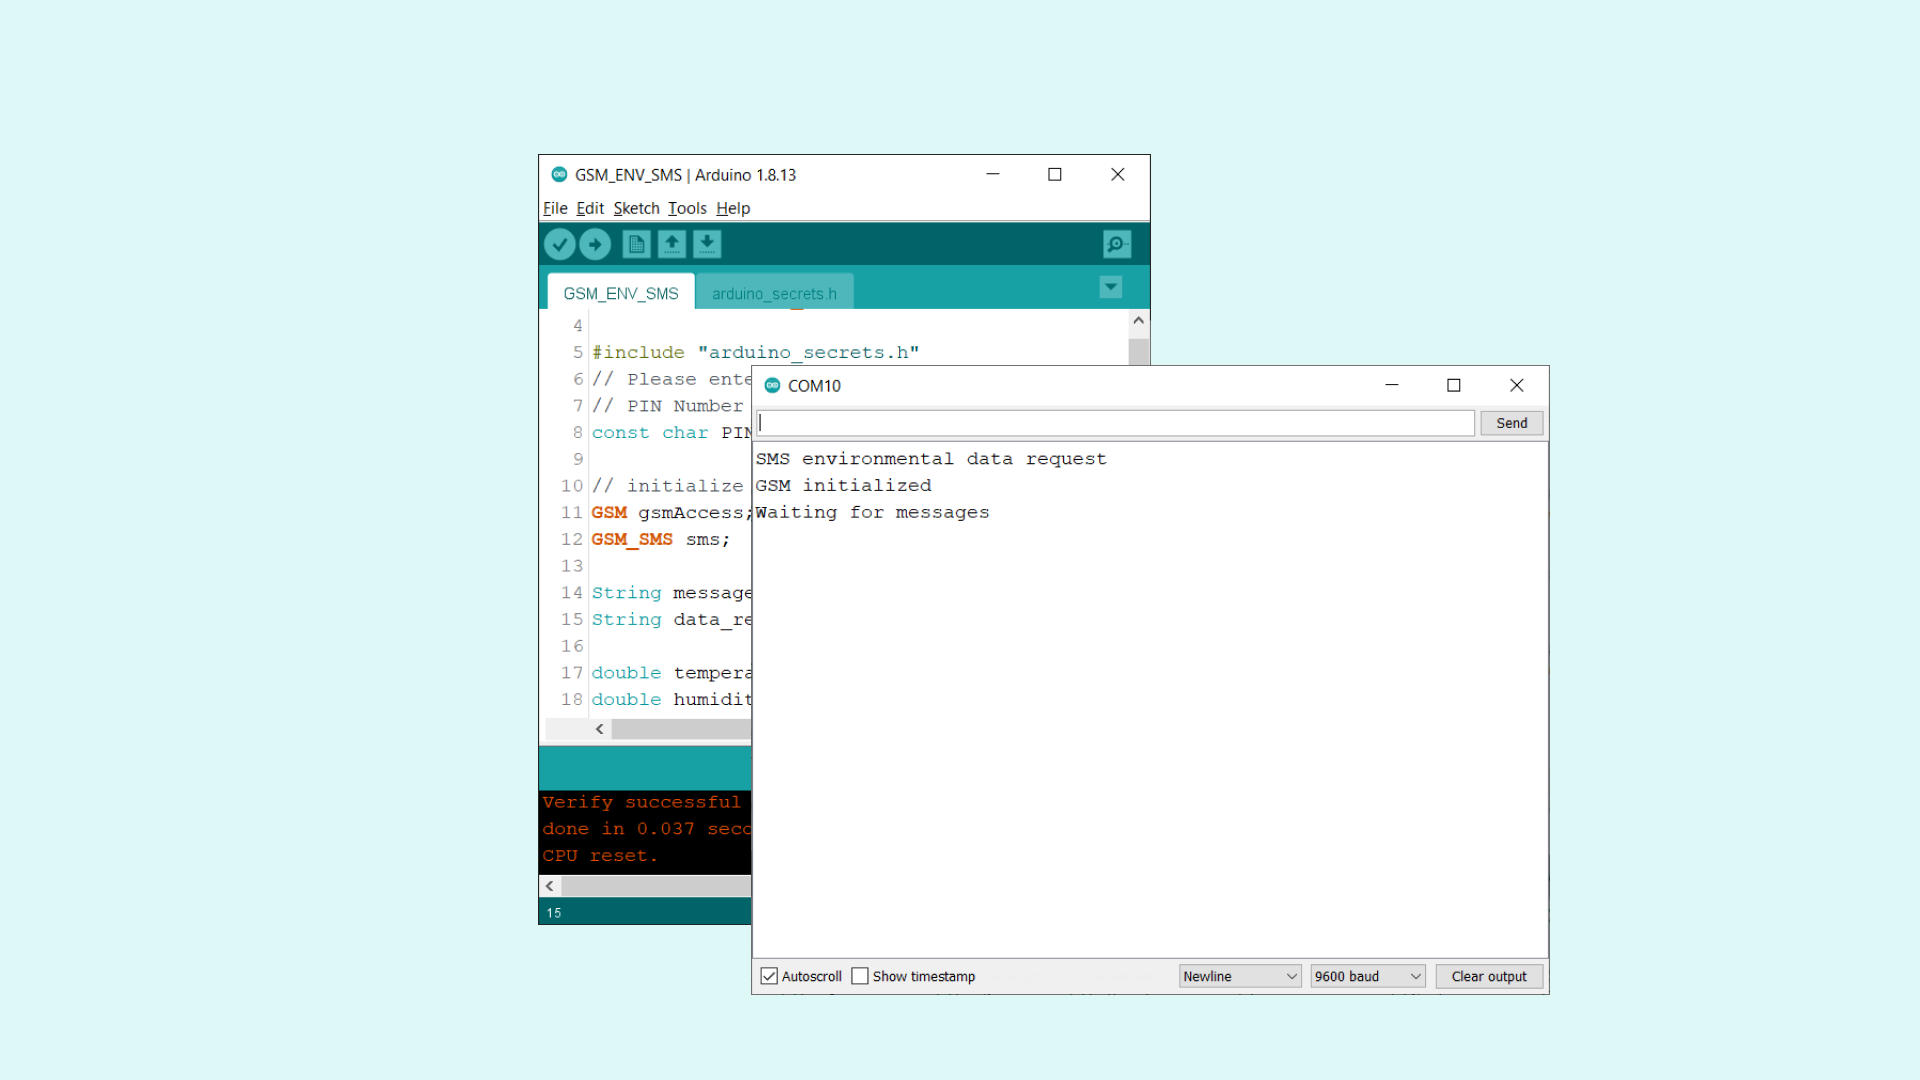 GSM_ENV_SMS | Arduino 1.8.13
File Edit Sketch Tools Help
GSM_ENV_SMS arduino_secrets.h
4
5 #include "arduino_secrets.h"
6 // Please ente
7 // PIN Number
8 const char PIN
9
10 // initialize
11 GSM gsmAccess;
12 GSM_SMS sms;
13
14 String message
15 String data_re
16
17 double tempera
18 double humidit
Verify successful
done in 0.037 seco
CPU reset.
15
COM10
Send
SMS environmental data request
GSM initialized
Waiting for messages
Autoscroll Show timestamp Newline 9600 baud Clear output